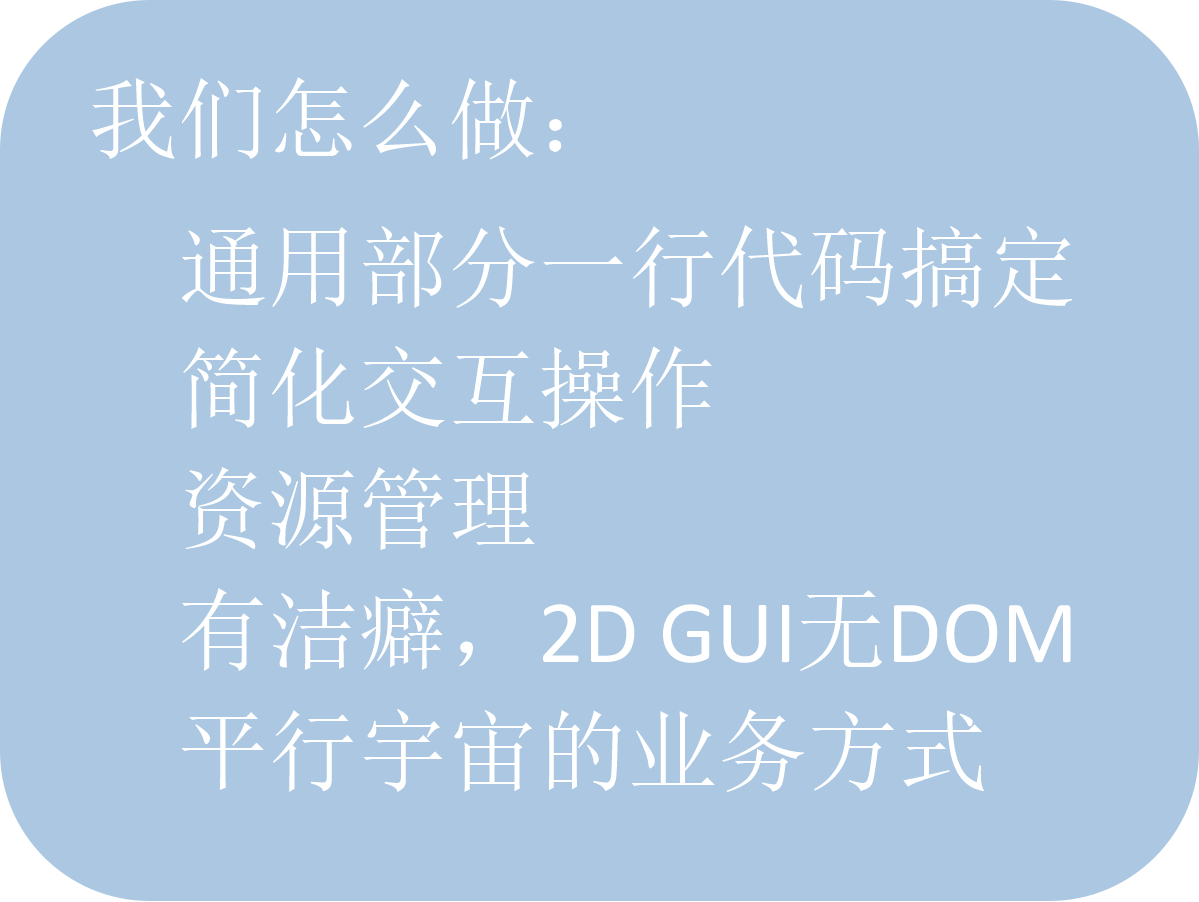 我们怎么做：
通用部分一行代码搞定
简化交互操作
资源管理
有洁癖，2D GUI无DOM
平行宇宙的业务方式